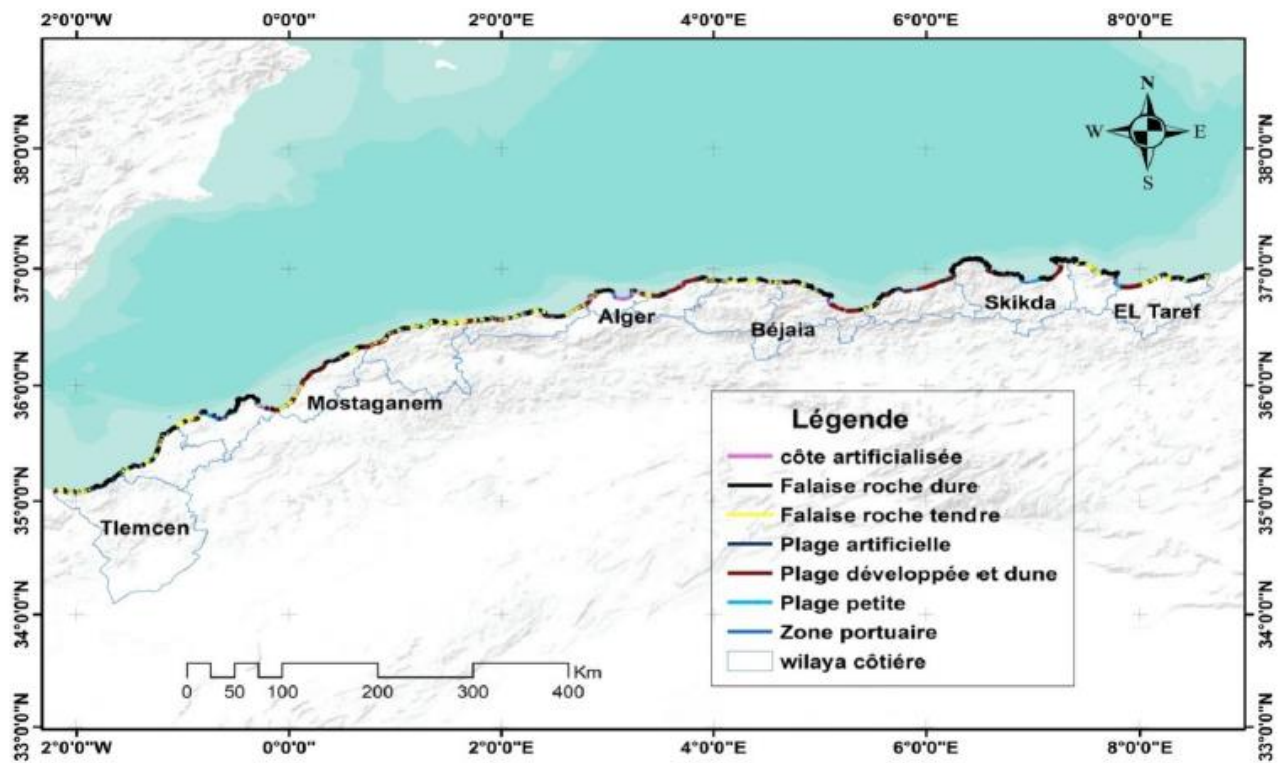 2°0'0"W 0°0'0" 2°0'0"E 4°0'0"E 6°0'0"E 8°0'0"E
N
W E
S
38°0'0"N 38°0'0"N
37°0'0"N 37°0'0"N
36°0'0"N 36°0'0"N
35°0'0"N 35°0'0"N
34°0'0"N 34°0'0"N
33°0'0"N 33°0'0"N
Skikda
EL Taref
Alger
Béjaia
Mostaganem
Tlemcen
Légende
côte artificialisée
Falaise roche dure
Falaise roche tendre
Plage artificielle
Plage développée et dune
Plage petite
Zone portuaire
wilaya côtiére
Km
0 50 100 200 300 400
2°0'0"W 0°0'0" 2°0'0"E 4°0'0"E 6°0'0"E 8°0'0"E